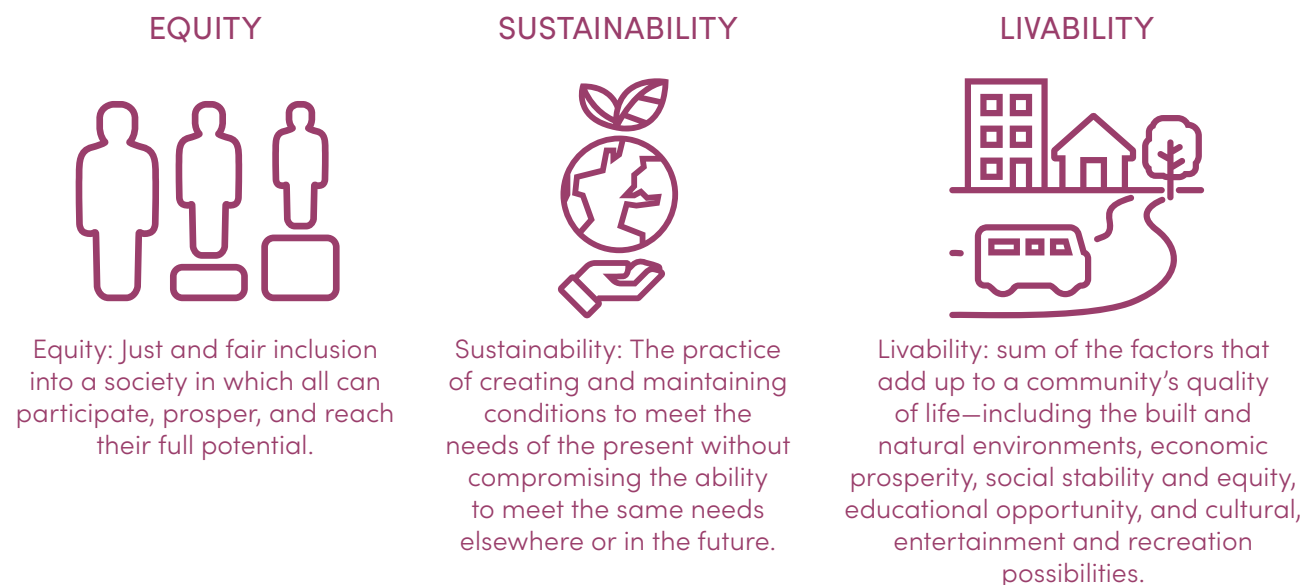 EQUITY
Equity: Just and fair inclusion
into a society in which all can
participate, prosper, and reach
their full potential.
SUSTAINABILITY
Sustainability: The practice
of creating and maintaining
conditions to meet the
needs of the present without
compromising the ability
to meet the same needs
elsewhere or in the future.
LIVABILITY
Livability: sum of the factors that
add up to a community’s quality
of life—including the built and
natural environments, economic
prosperity, social stability and equity,
educational opportunity, and cultural,
entertainment and recreation
possibilities.